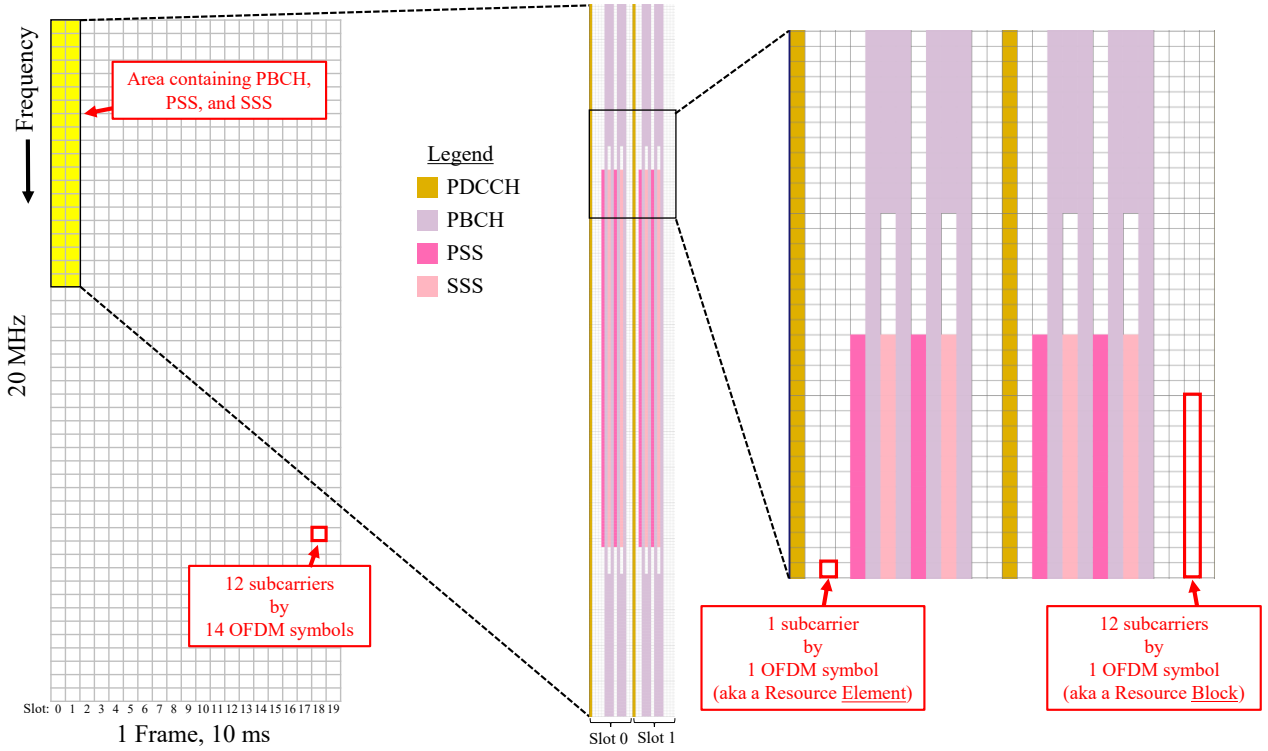 Frequency
20 MHz
Area containing PBCH,
PSS, and SSS
12 subcarriers
by
14 OFDM symbols
Slot: 0 1 2 3 4 5 6 7 8 9 10 11 12 13 14 15 16 17 18 19
1 Frame, 10 ms
Legend
PDCCH
PBCH
PSS
SSS
Slot 0 Slot 1
1 subcarrier
by
1 OFDM symbol
(aka a Resource Element)
12 subcarriers
by
1 OFDM symbol
(aka a Resource Block)